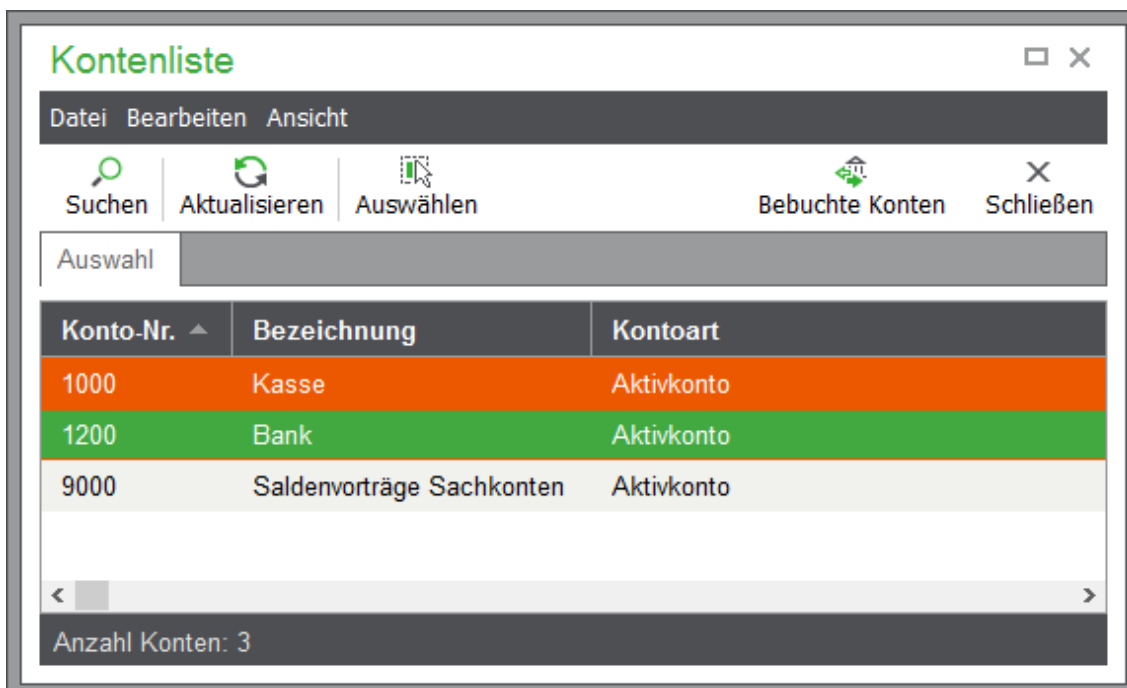 Kontenliste
Datei Bearbeiten Ansicht
Suchen Aktualisieren Auswählen Bebuchte Konten Schließen
Auswahl
Konto-Nr. Bezeichnung Kontoart
1000 Kasse Aktivkonto
1200 Bank Aktivkonto
9000 Saldenvorträge Sachkonten Aktivkonto
Anzahl Konten: 3